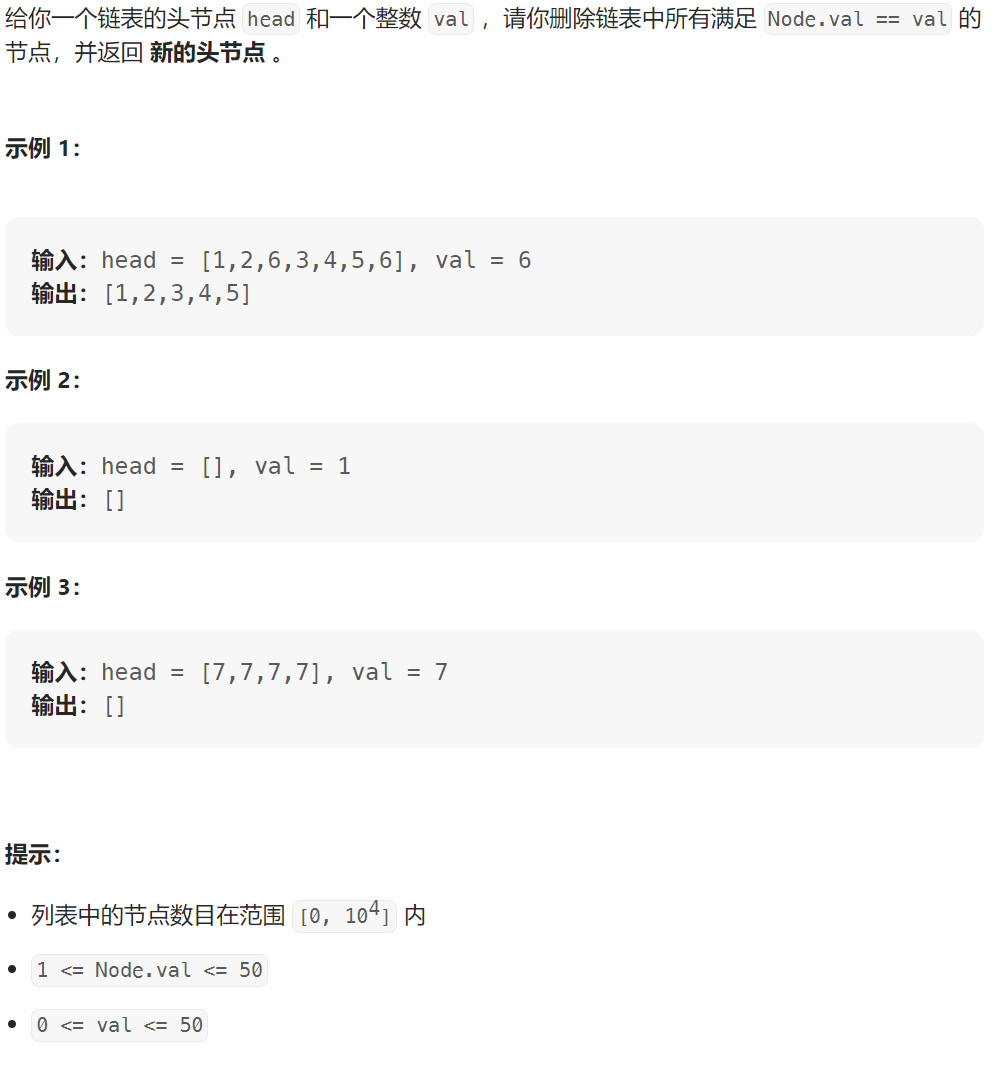 给你一个链表的头节点 head 和一个整数 val ，请你删除链表中所有满足 Node.val == val 的
节点，并返回 新的头节点 。
示例 1：
输入：head = [1,2,6,3,4,5,6], val = 6
输出：[1,2,3,4,5]
示例 2：
输入：head = [], val = 1
输出：[]
示例 3：
输入：head = [7,7,7,7], val = 7
输出：[]
提示：
• 列表中的节点数目在范围 [0, 10⁴] 内
• 1 <= Node.val <= 50
• 0 <= val <= 50